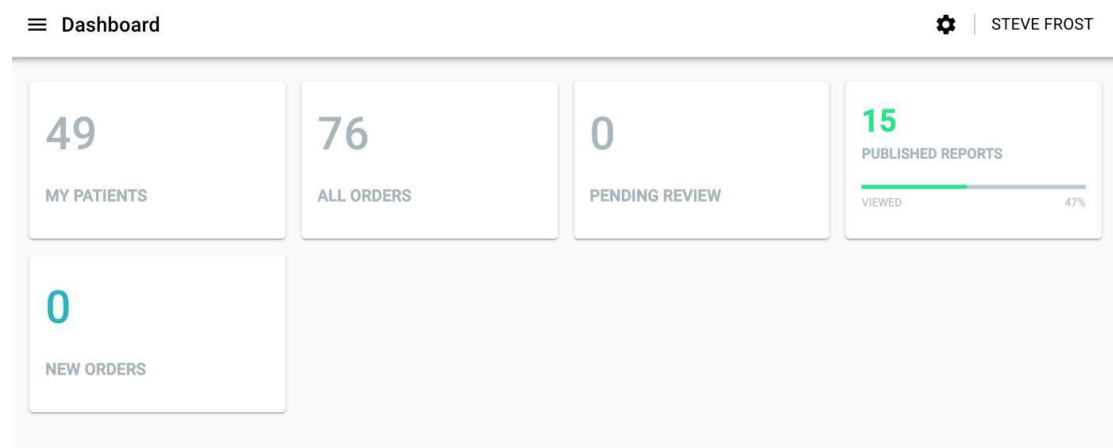 Dashboard
STEVE FROST
49
MY PATIENTS
76
ALL ORDERS
0
PENDING REVIEW
15
PUBLISHED REPORTS
VIEWED 47%
0
NEW ORDERS